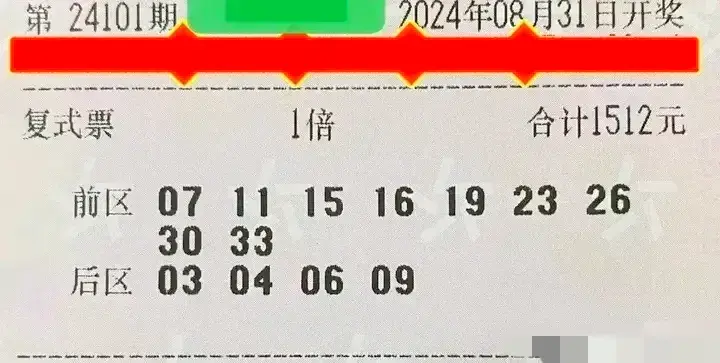 第 24101期 2024年08月31日开奖
复式票 1倍 合计1512元
前区 07 11 15 16 19 23 26
30 33
后区 03 04 06 09